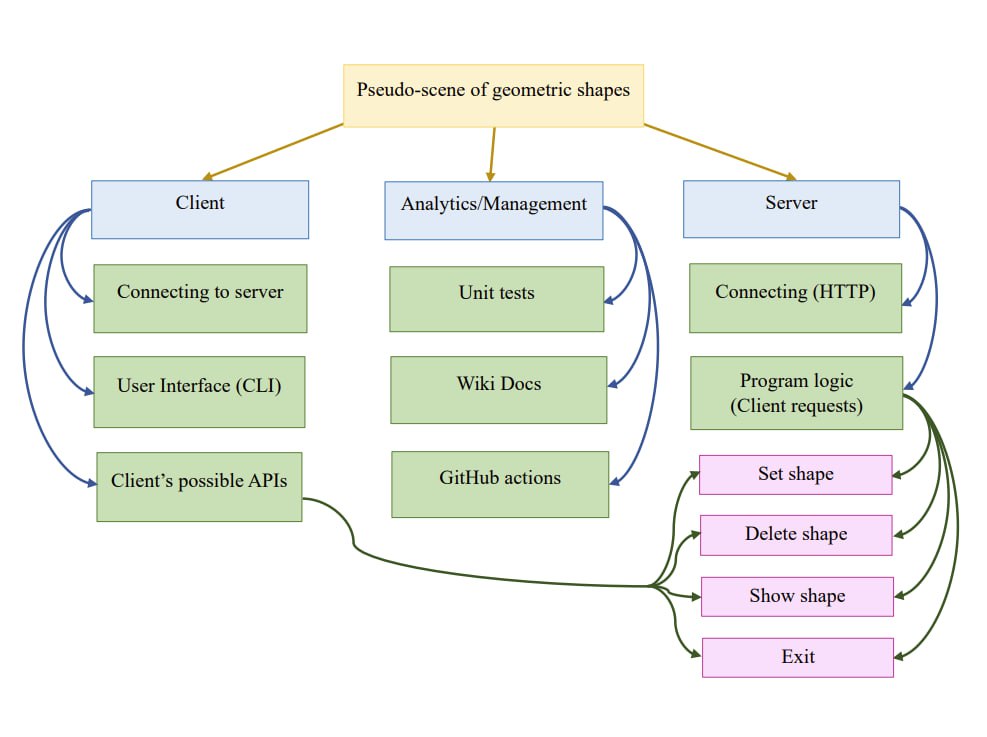 Pseudo-scene of geometric shapes
Client
Analytics/Management
Server
Connecting to server
Unit tests
Connecting (HTTP)
User Interface (CLI)
Wiki Docs
Program logic
(Client requests)
Client’s possible APIs
GitHub actions
Set shape
Delete shape
Show shape
Exit